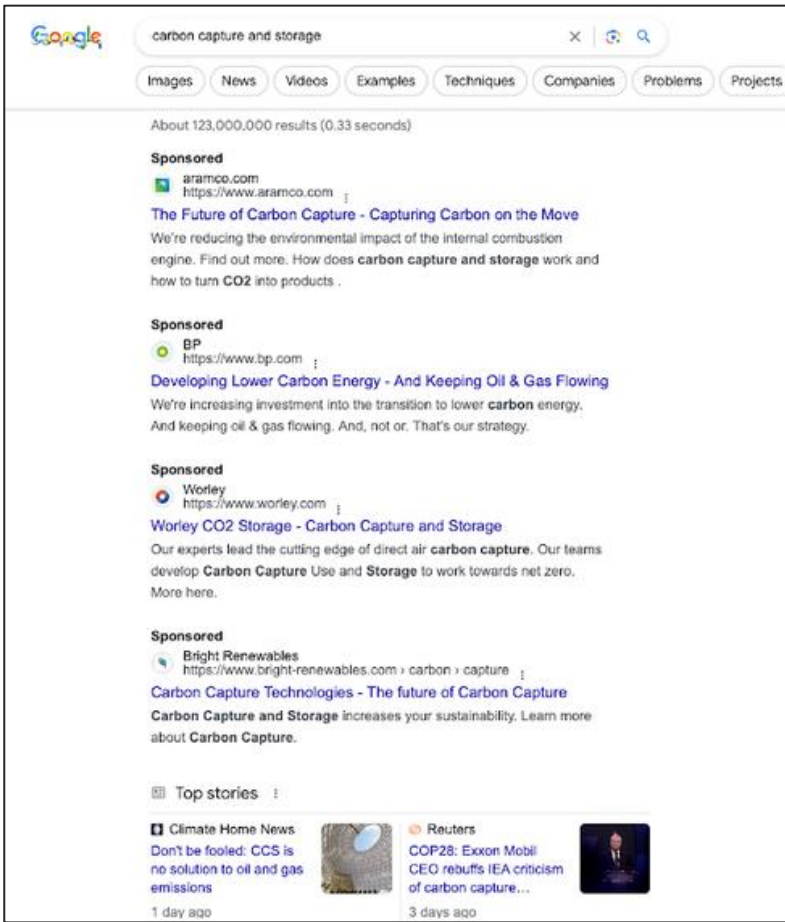 Google
carbon capture and storage
Images News Videos Examples Techniques Companies Problems Projects
About 123,000,000 results (0.33 seconds)
Sponsored
aramco.com
https://www.aramco.com
The Future of Carbon Capture - Capturing Carbon on the Move
We're reducing the environmental impact of the internal combustion
engine. Find out more. How does carbon capture and storage work and
how to turn CO2 into products .
Sponsored
BP
https://www.bp.com
Developing Lower Carbon Energy - And Keeping Oil & Gas Flowing
We're increasing investment into the transition to lower carbon energy.
And keeping oil & gas flowing. And, not or. That's our strategy.
Sponsored
Worley
https://www.worley.com
Worley CO2 Storage - Carbon Capture and Storage
Our experts lead the cutting edge of direct air carbon capture. Our teams
develop Carbon Capture Use and Storage to work towards net zero.
More here.
Sponsored
Bright Renewables
https://www.bright-renewables.com › carbon › capture
Carbon Capture Technologies - The future of Carbon Capture
Carbon Capture and Storage increases your sustainability. Learn more
about Carbon Capture.
Top stories
Climate Home News
Don't be fooled: CCS is
no solution to oil and gas
emissions
1 day ago
Reuters
COP28: Exxon Mobil
CEO rebuffs IEA criticism
of carbon capture...
3 days ago